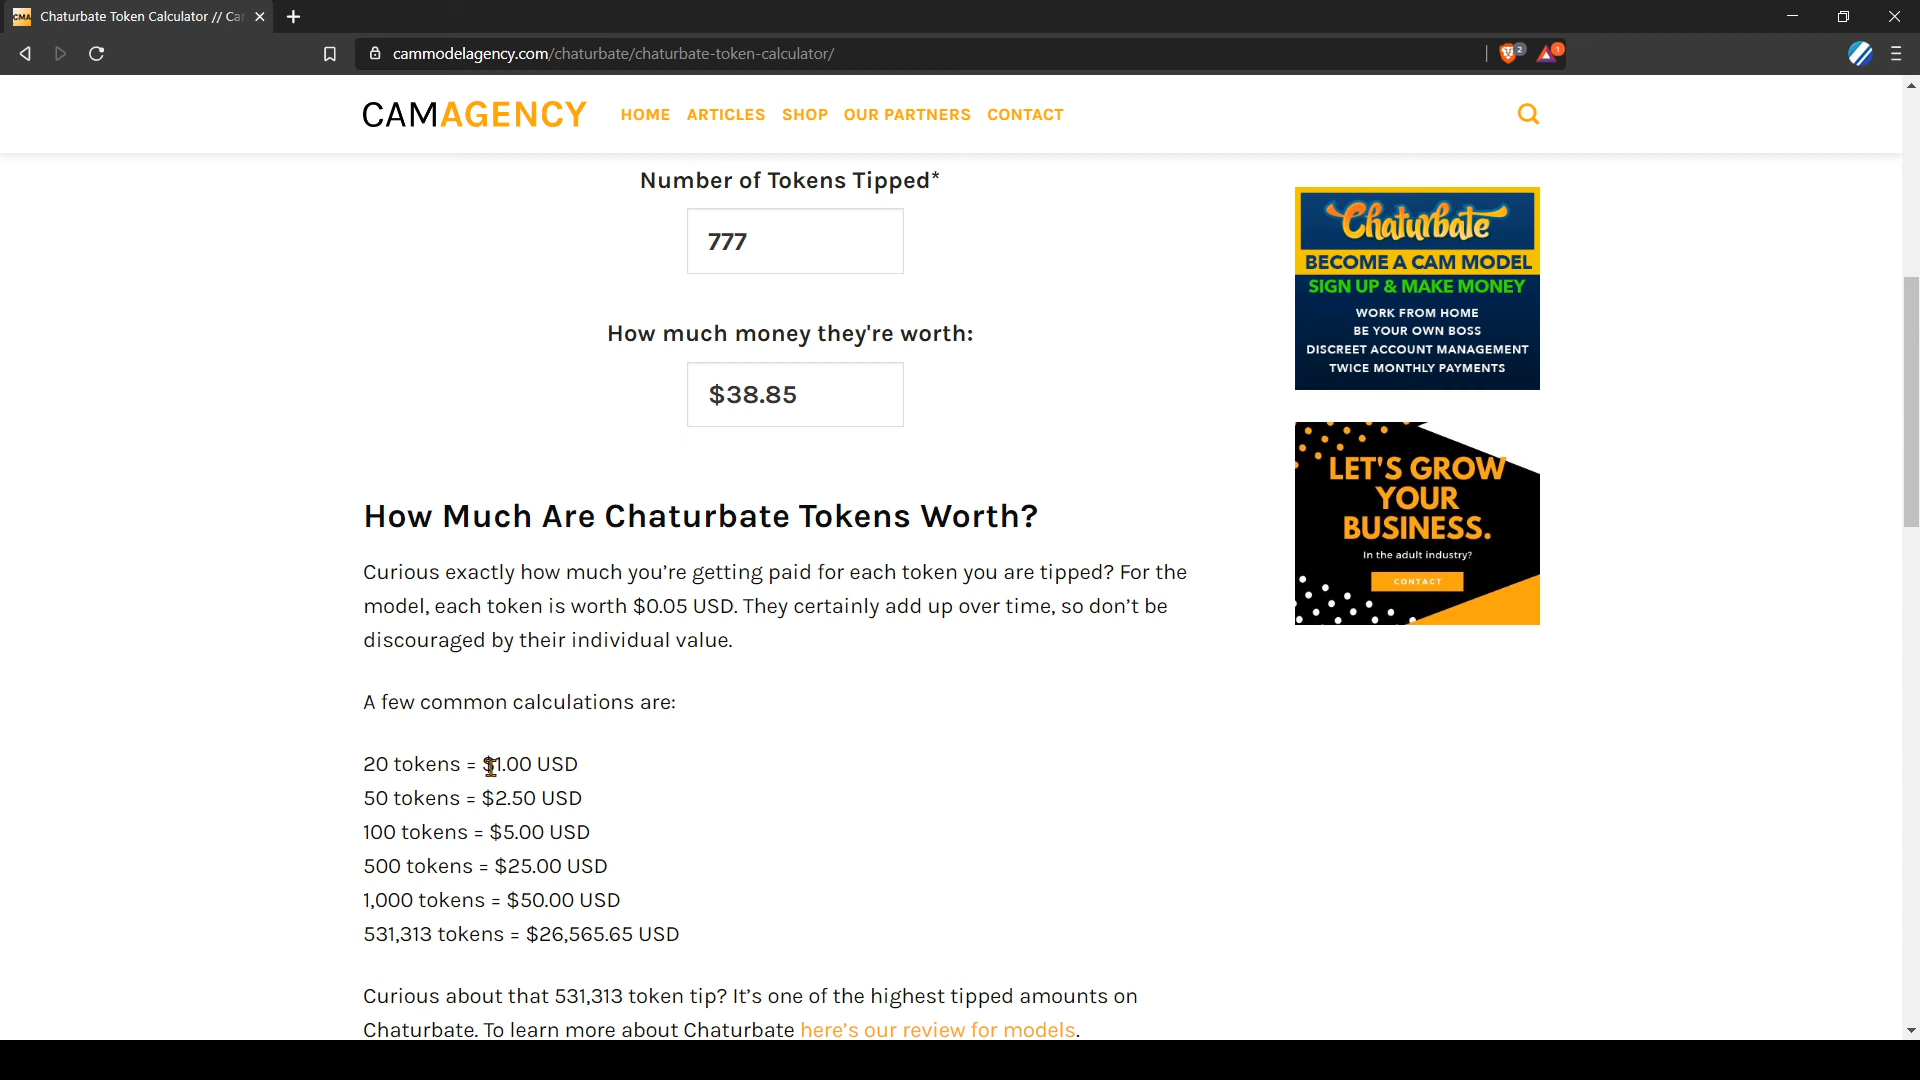 CMA Chaturbate Token Calculator // Ca
cammodelagency.com/chaturbate/chaturbate-token-calculator/
2
1
CAMAGENCY
HOME ARTICLES SHOP OUR PARTNERS CONTACT
Number of Tokens Tipped*
777
How much money they're worth:
$38.85
How Much Are Chaturbate Tokens Worth?
Curious exactly how much you’re getting paid for each token you are tipped? For the
model, each token is worth $0.05 USD. They certainly add up over time, so don’t be
discouraged by their individual value.
A few common calculations are:
20 tokens = $1.00 USD
50 tokens = $2.50 USD
100 tokens = $5.00 USD
500 tokens = $25.00 USD
1,000 tokens = $50.00 USD
531,313 tokens = $26,565.65 USD
Curious about that 531,313 token tip? It’s one of the highest tipped amounts on
Chaturbate. To learn more about Chaturbate here’s our review for models.
Chaturbate
BECOME A CAM MODEL
SIGN UP & MAKE MONEY
WORK FROM HOME
BE YOUR OWN BOSS
DISCREET ACCOUNT MANAGEMENT
TWICE MONTHLY PAYMENTS
LET'S GROW
YOUR
BUSINESS.
In the adult industry?
CONTACT